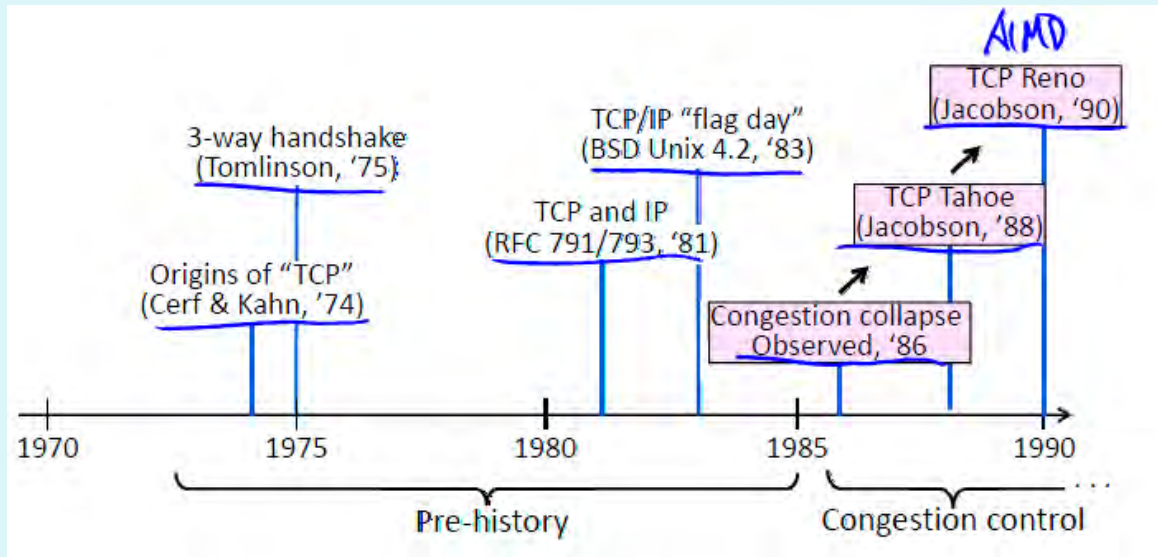 AIMD
TCP Reno
(Jacobson, ‘90)
3-way handshake
(Tomlinson, ‘75)
TCP/IP “flag day”
(BSD Unix 4.2, ‘83)
TCP Tahoe
(Jacobson, ’88)
TCP and IP
(RFC 791/793, ‘81)
Origins of “TCP”
(Cerf & Kahn, ’74)
Congestion collapse
Observed, ‘86
1970
1975
1980
1985
1990
. . .
Pre-history
Congestion control